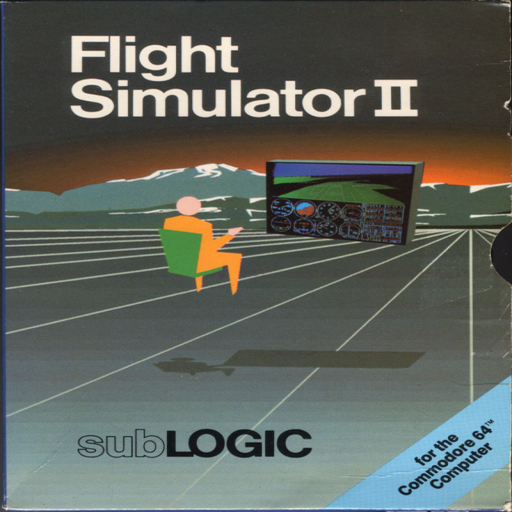 Flight
Simulator II
subLOGIC
for the
Commodore 64™
Computer